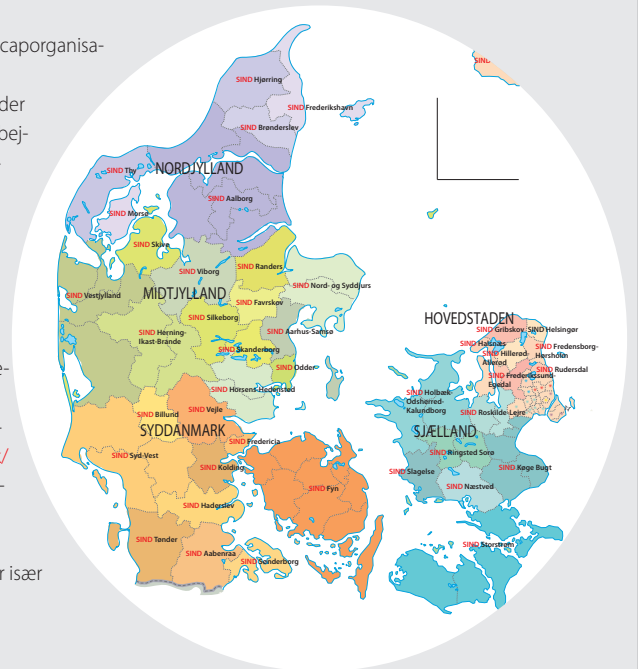 caporganisa-
der
bej-
e-
/
-
r især
SIND
SIND Hjørring
SIND Frederikshavn
SIND Brønderslev
NORDJYLLAND
SIND Thy
SIND Aalborg
SIND Morsø
SIND Skive
SIND Viborg
SIND Randers
SIND Nord- og Syddjurs
SIND Vestjylland
MIDTJYLLAND
SIND Favrskov
SIND Silkeborg
SIND Herning-
Ikast-Brande
SIND Aarhus-Samsø
SIND Skanderborg
SIND Odder
SIND Horsens-Hedensted
SIND Billund
SIND Vejle
SYDDANMARK
SIND Fredericia
SIND Syd-Vest
SIND Kolding
SIND Fyn
SIND Haderslev
SIND Tønder
SIND Aabenraa
SIND Sønderborg
HOVEDSTADEN
SIND Gribskov
SIND Helsingør
SIND Halsnæs
SIND Fredensborg-
Hørsholm
SIND Hillerød-
Allerød
SIND Rudersdal
SIND Frederikssund-
Egedal
SIND Holbæk-
Odsherred-
Kalundborg
SIND Roskilde-Lejre
SJÆLLAND
SIND Ringsted Sorø
SIND Slagelse
SIND Køge Bugt
SIND Næstved
SIND Storstrøm